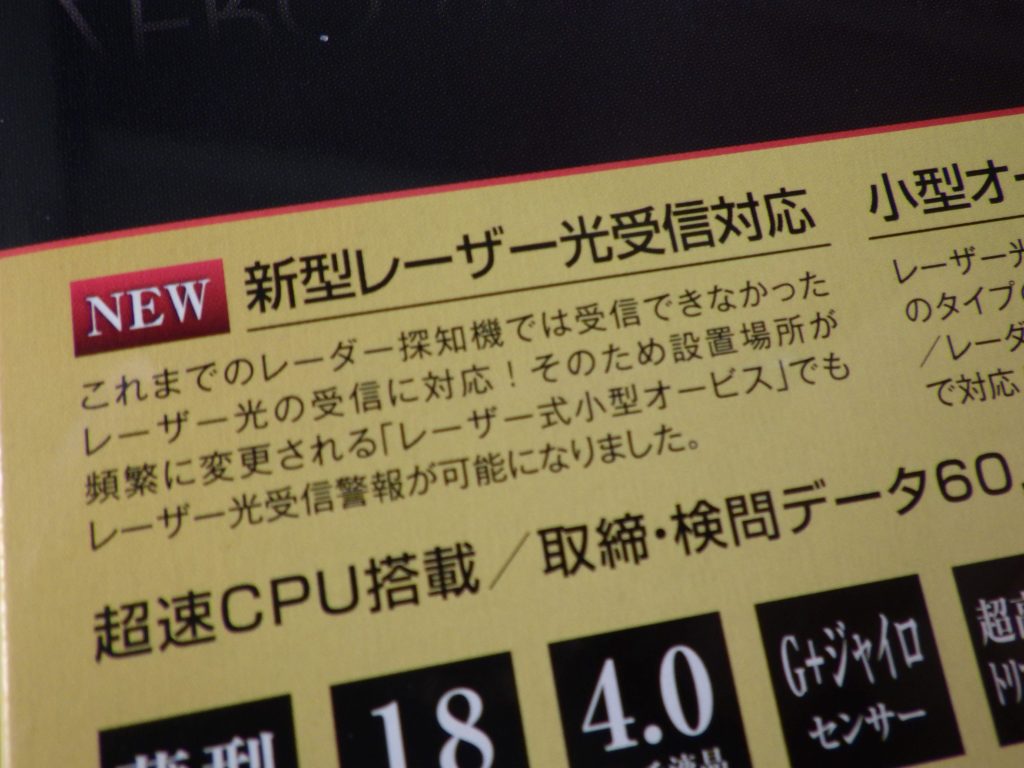 NEW 新型レーザー光受信対応
これまでのレーダー探知機では受信できなかった
レーザー光の受信に対応!そのため設置場所が
頻繁に変更される「レーザー式小型オービス」でも
レーザー光受信警報が可能になりました。
小型オー
レーザー光
のタイプ
/レーダ
で対応
超速CPU搭載/取締・検問データ60
18
4.0
G+ジャイロ
センサー